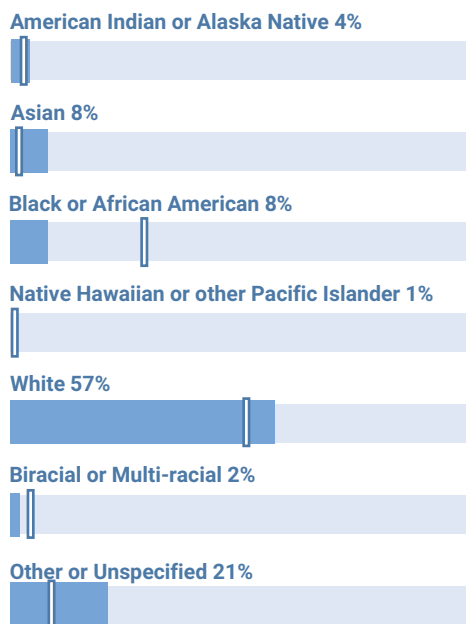 American Indian or Alaska Native 4%
Asian 8%
Black or African American 8%
Native Hawaiian or other Pacific Islander 1%
White 57%
Biracial or Multi-racial 2%
Other or Unspecified 21%